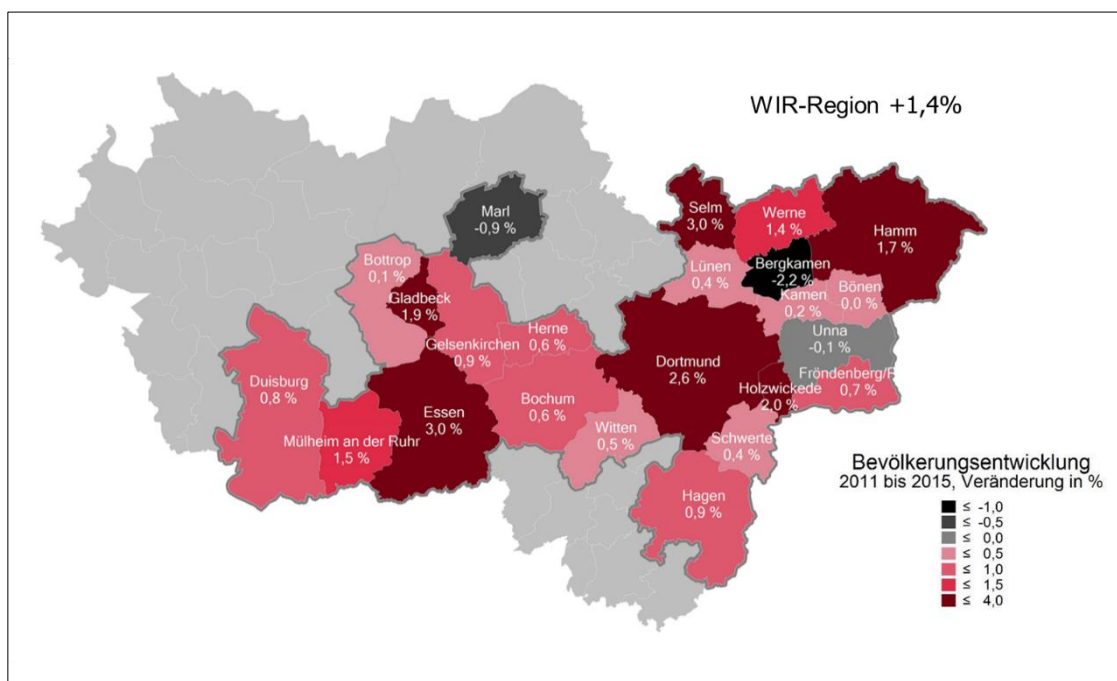 WIR-Region +1,4%
Marl
-0,9 %
Selm
3,0 %
Werne
1,4 %
Hamm
1,7 %
Bottrop
0,1 %
Lünen
0,4 %
Bergkamen
-2,2 %
Bönen
0,0 %
Gladbeck
1,9 %
Kamen
0,2 %
Unna
-0,1 %
Gelsenkirchen
0,9 %
Herne
0,6 %
Dortmund
2,6 %
Fröndenberg/R
0,7 %
Duisburg
0,8 %
Holzwickede
2,0 %
Essen
3,0 %
Bochum
0,6 %
Witten
0,5 %
Schwerte
0,4 %
Mülheim an der Ruhr
1,5 %
Hagen
0,9 %
Bevölkerungsentwicklung
2011 bis 2015, Veränderung in %
≤ -1,0
≤ -0,5
≤ 0,0
≤ 0,5
≤ 1,0
≤ 1,5
≤ 4,0